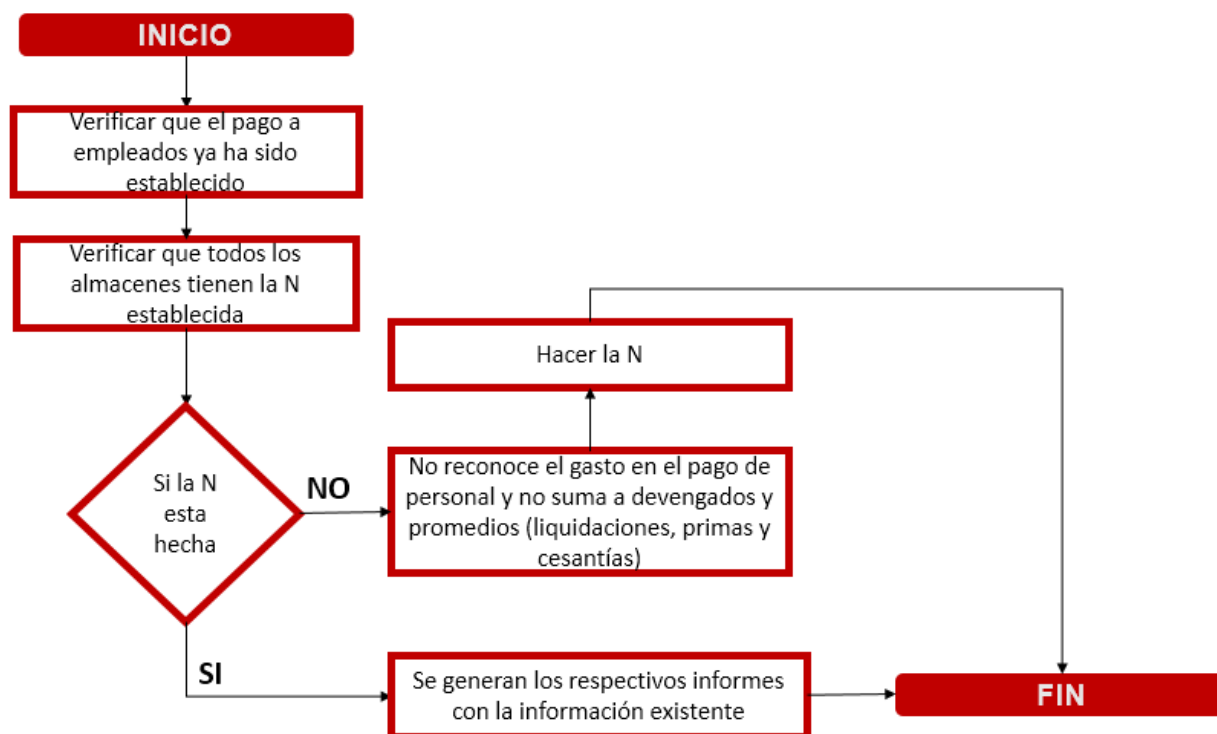 INICIO
Verificar que el pago a
empleados ya ha sido
establecido
Verificar que todos los
almacenes tienen la N
establecida
Hacer la N
Si la N
esta
hecha
NO
No reconoce el gasto en el pago de
personal y no suma a devengados y
promedios (liquidaciones, primas y
cesantías)
SI
Se generan los respectivos informes
con la información existente
FIN